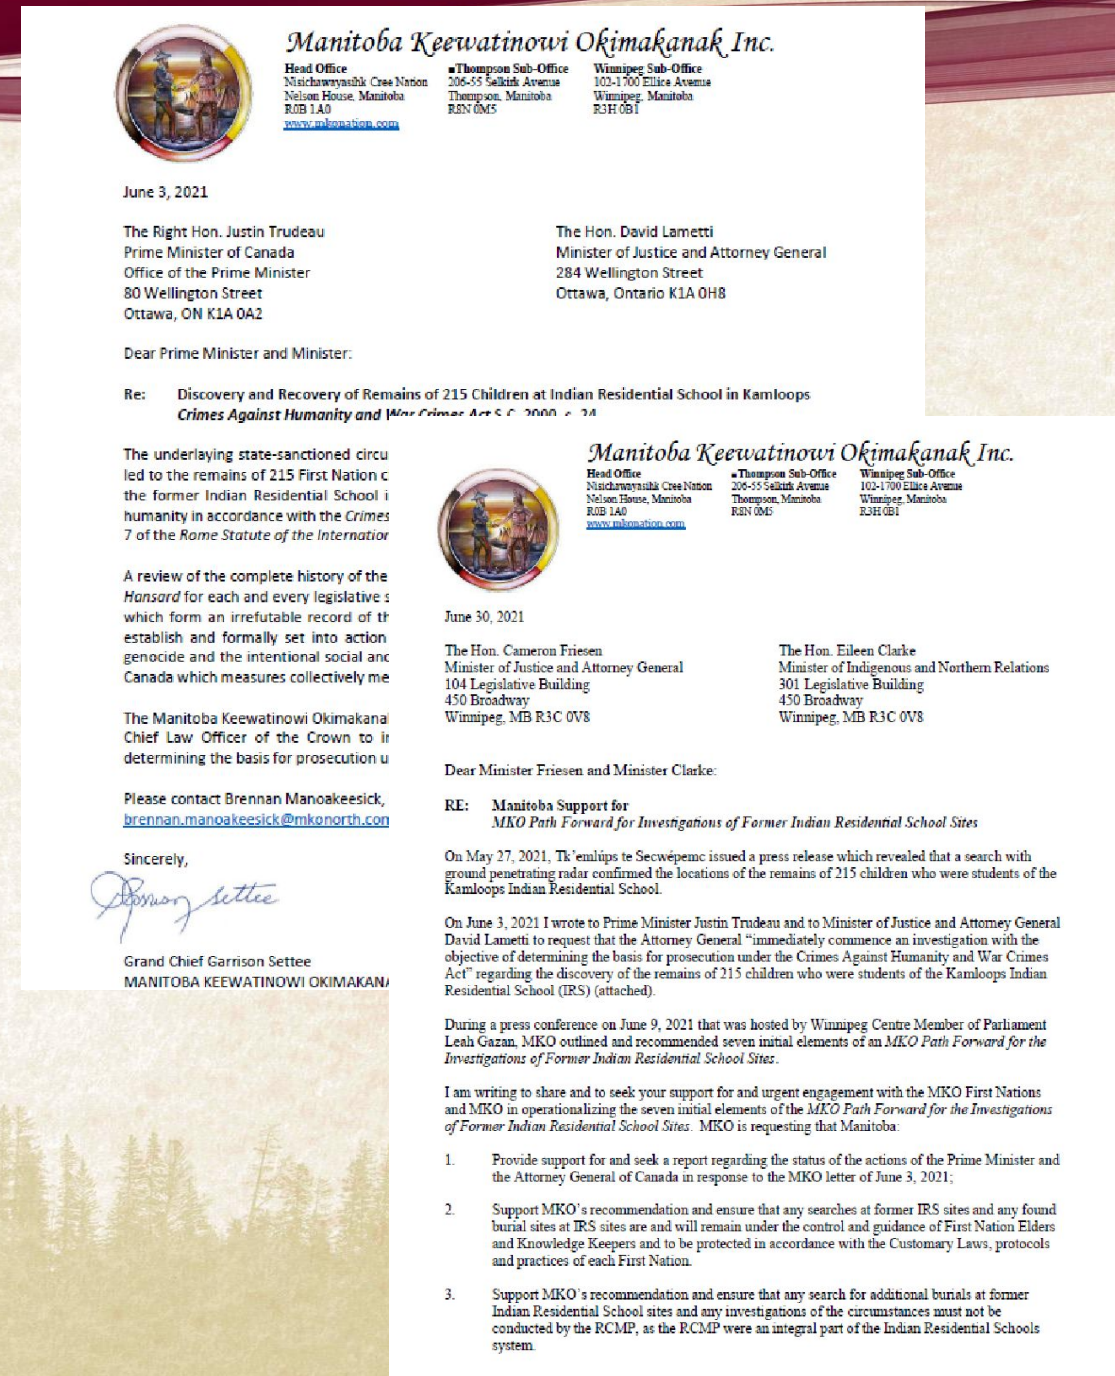 Manitoba Keewatinowi Okimakanak Inc.
Head Office ■Thompson Sub-Office Winnipeg Sub-Office
Nisichawayasihk Cree Nation 206-55 Selkirk Avenue 102-1700 Ellice Avenue
Nelson House, Manitoba Thompson, Manitoba Winnipeg, Manitoba
R0B 1A0 R8N 0M5 R3H 0B1
www.mkonation.com
June 3, 2021
The Right Hon. Justin Trudeau
Prime Minister of Canada
Office of the Prime Minister
80 Wellington Street
Ottawa, ON K1A 0A2
The Hon. David Lametti
Minister of Justice and Attorney General
284 Wellington Street
Ottawa, Ontario K1A 0H8
Dear Prime Minister and Minister:
Re: Discovery and Recovery of Remains of 215 Children at Indian Residential School in Kamloops
Crimes Against Humanity and War Crimes Act S.C. 2000, c. 24
The underlaying state-sanctioned circu
led to the remains of 215 First Nation c
the former Indian Residential School i
humanity in accordance with the Crimes
7 of the Rome Statute of the Internation
A review of the complete history of the
Hansard for each and every legislative s
which form an irrefutable record of th
establish and formally set into action
genocide and the intentional social and
Canada which measures collectively me
The Manitoba Keewatinowi Okimakanal
Chief Law Officer of the Crown to in
determining the basis for prosecution u
Please contact Brennan Manoakeesick,
brennan.manoakeesick@mkonorth.com
Sincerely,
Garrison Settee
Grand Chief Garrison Settee
MANITOBA KEEWATINOWI OKIMAKANA
Manitoba Keewatinowi Okimakanak Inc.
Head Office ■Thompson Sub-Office Winnipeg Sub-Office
Nisichawayasihk Cree Nation 206-55 Selkirk Avenue 102-1700 Ellice Avenue
Nelson House, Manitoba Thompson, Manitoba Winnipeg, Manitoba
R0B 1A0 R8N 0M5 R3H 0B1
www.mkonation.com
June 30, 2021
The Hon. Cameron Friesen
Minister of Justice and Attorney General
104 Legislative Building
450 Broadway
Winnipeg, MB R3C 0V8
The Hon. Eileen Clarke
Minister of Indigenous and Northern Relations
301 Legislative Building
450 Broadway
Winnipeg, MB R3C 0V8
Dear Minister Friesen and Minister Clarke:
RE: Manitoba Support for
MKO Path Forward for Investigations of Former Indian Residential School Sites
On May 27, 2021, Tk’emlúps te Secwépemc issued a press release which revealed that a search with
ground penetrating radar confirmed the locations of the remains of 215 children who were students of the
Kamloops Indian Residential School.
On June 3, 2021 I wrote to Prime Minister Justin Trudeau and to Minister of Justice and Attorney General
David Lametti to request that the Attorney General “immediately commence an investigation with the
objective of determining the basis for prosecution under the Crimes Against Humanity and War Crimes
Act” regarding the discovery of the remains of 215 children who were students of the Kamloops Indian
Residential School (IRS) (attached).
During a press conference on June 9, 2021 that was hosted by Winnipeg Centre Member of Parliament
Leah Gazan, MKO outlined and recommended seven initial elements of an MKO Path Forward for the
Investigations of Former Indian Residential School Sites.
I am writing to share and to seek your support for and urgent engagement with the MKO First Nations
and MKO in operationalizing the seven initial elements of the MKO Path Forward for the Investigations
of Former Indian Residential School Sites. MKO is requesting that Manitoba:
1. Provide support for and seek a report regarding the status of the actions of the Prime Minister and
the Attorney General of Canada in response to the MKO letter of June 3, 2021;
2. Support MKO’s recommendation and ensure that any searches at former IRS sites and any found
burial sites at IRS sites are and will remain under the control and guidance of First Nation Elders
and Knowledge Keepers and to be protected in accordance with the Customary Laws, protocols
and practices of each First Nation.
3. Support MKO’s recommendation and ensure that any search for additional burials at former
Indian Residential School sites and any investigations of the circumstances must not be
conducted by the RCMP, as the RCMP were an integral part of the Indian Residential Schools
system.